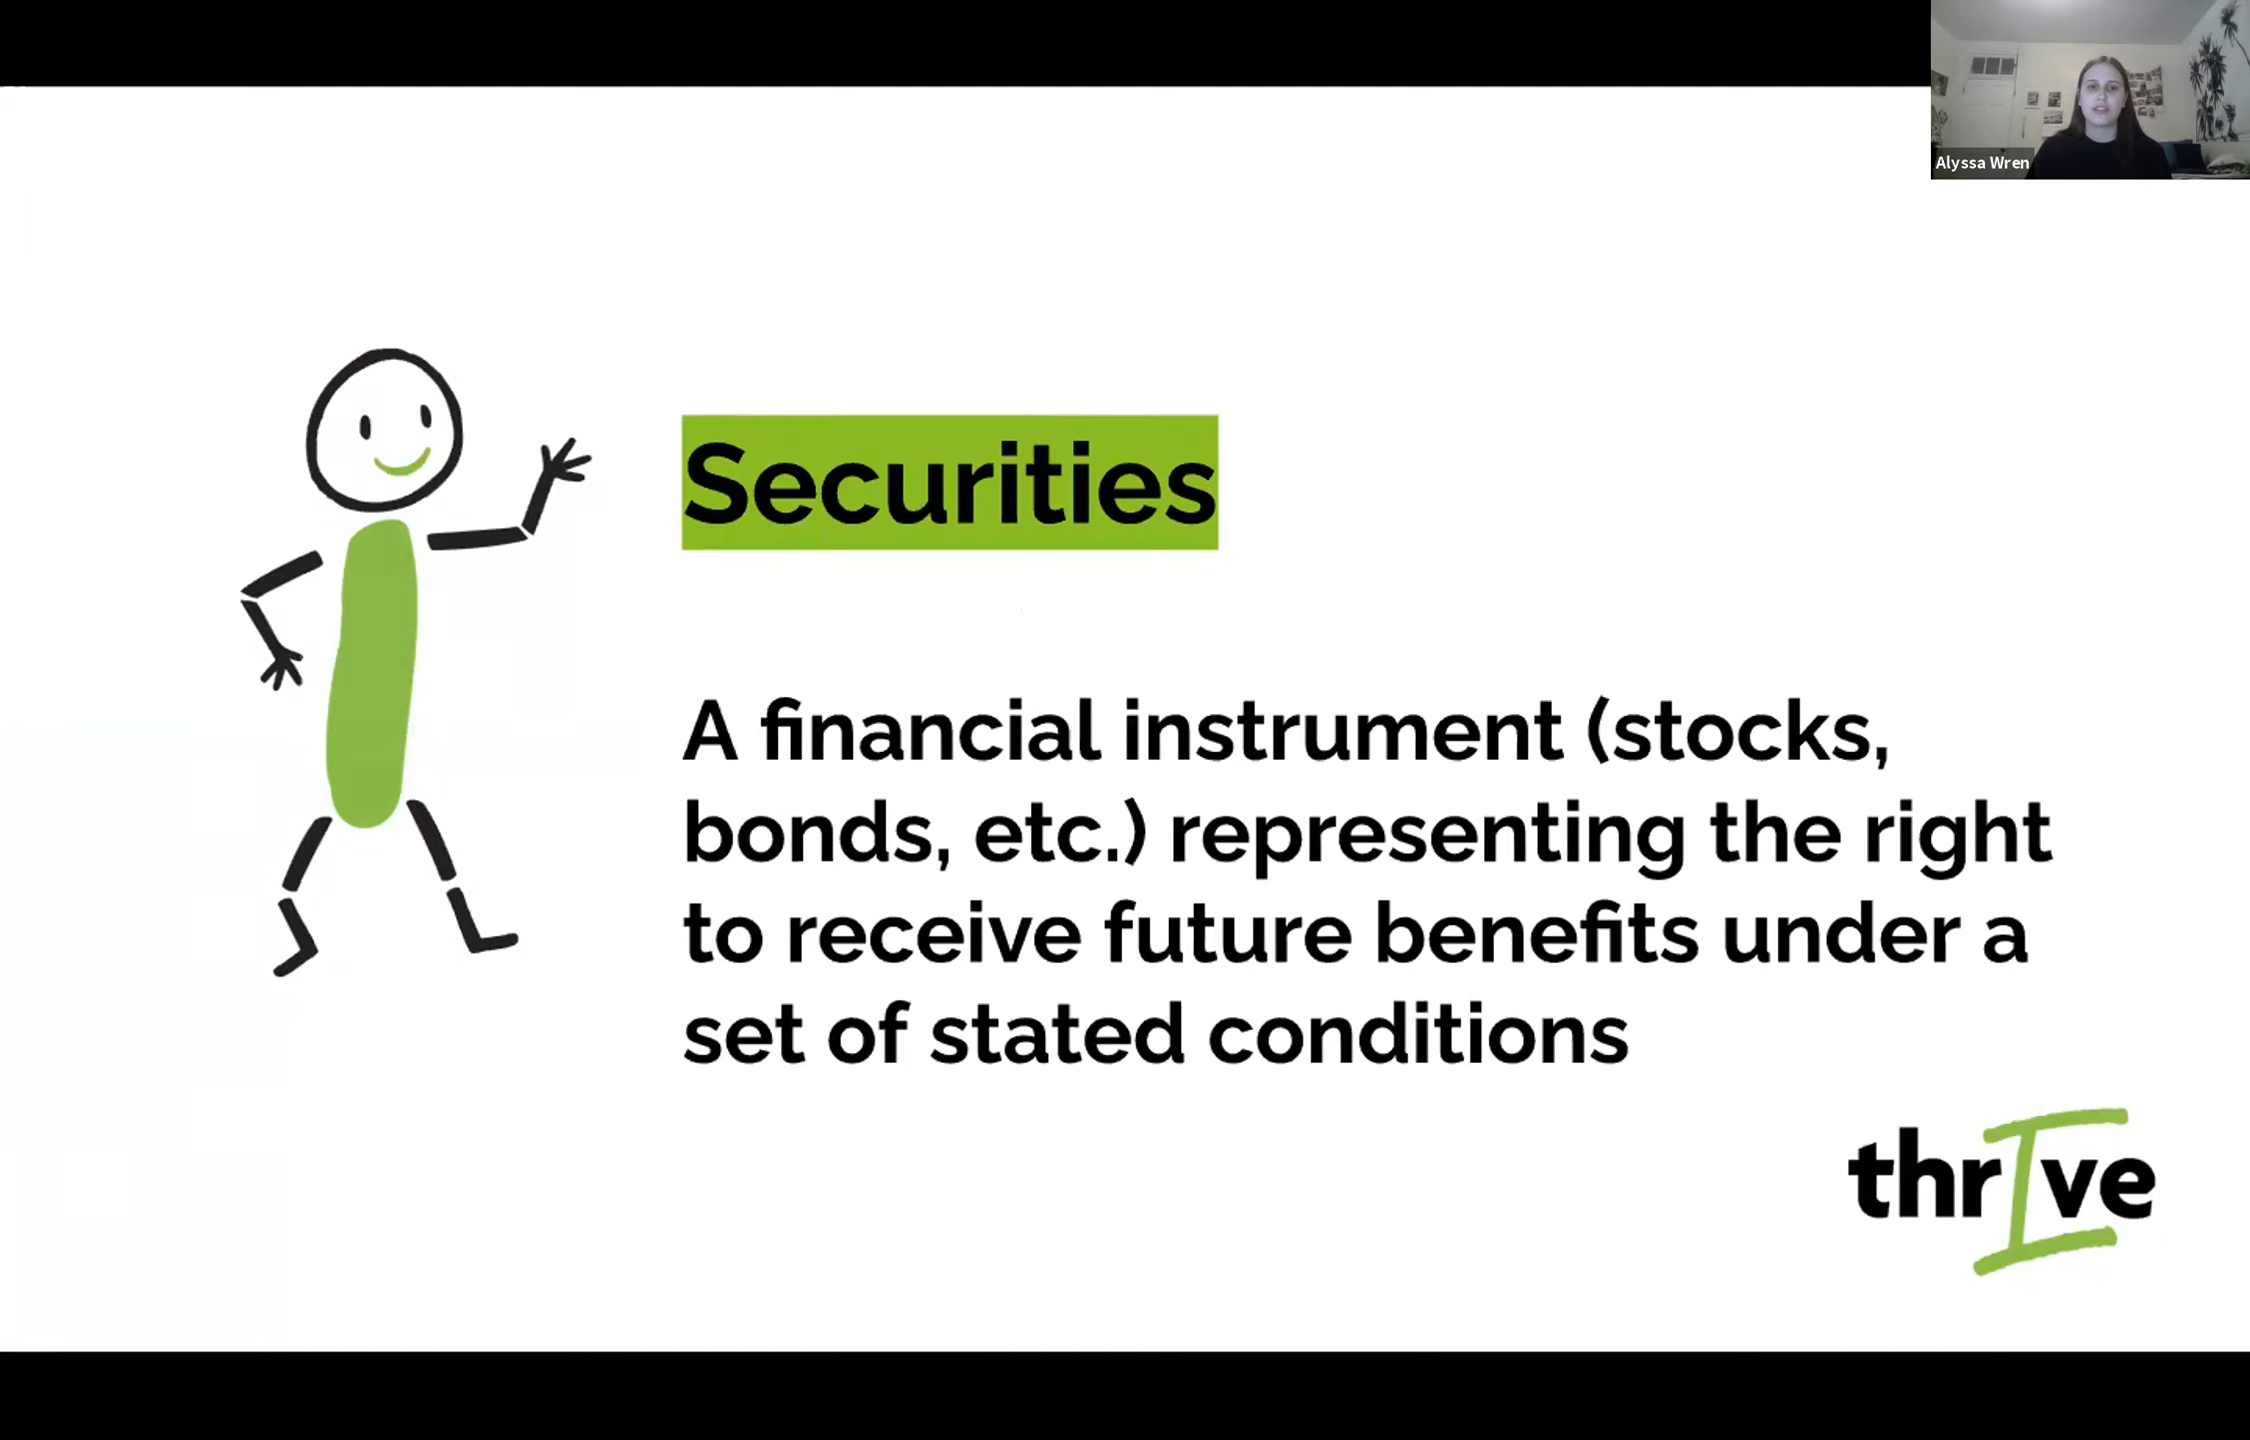 Alyssa Wren
Securities
A financial instrument (stocks,
bonds, etc.) representing the right
to receive future benefits under a
set of stated conditions
thrIve